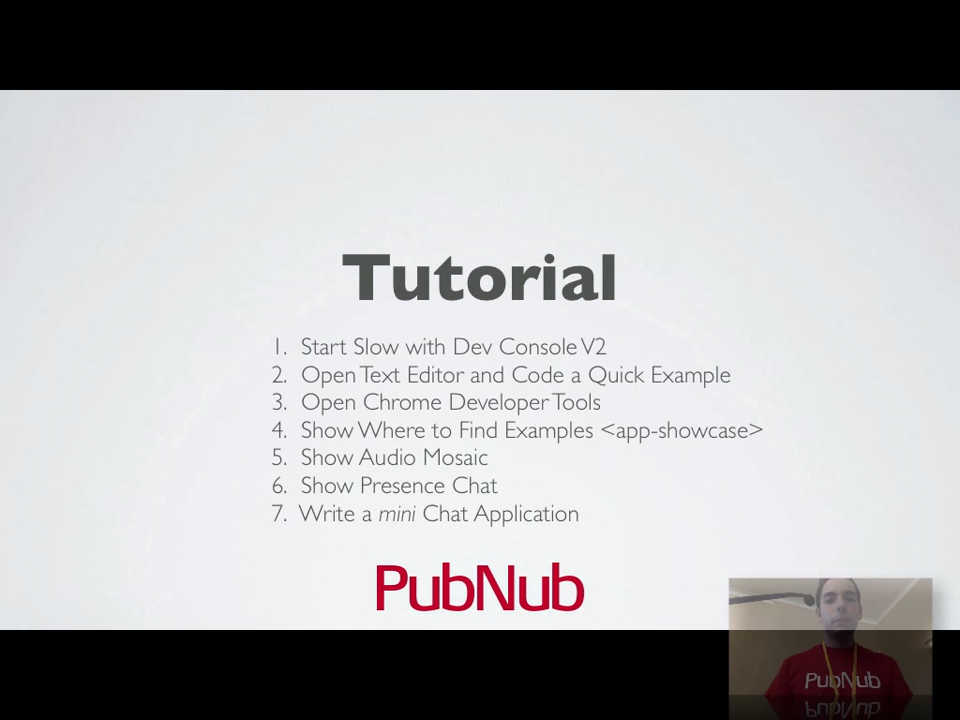 Tutorial
1. Start Slow with Dev Console V2
2. Open Text Editor and Code a Quick Example
3. Open Chrome Developer Tools
4. Show Where to Find Examples <app-showcase>
5. Show Audio Mosaic
6. Show Presence Chat
7. Write a mini Chat Application
PubNub
PubNub